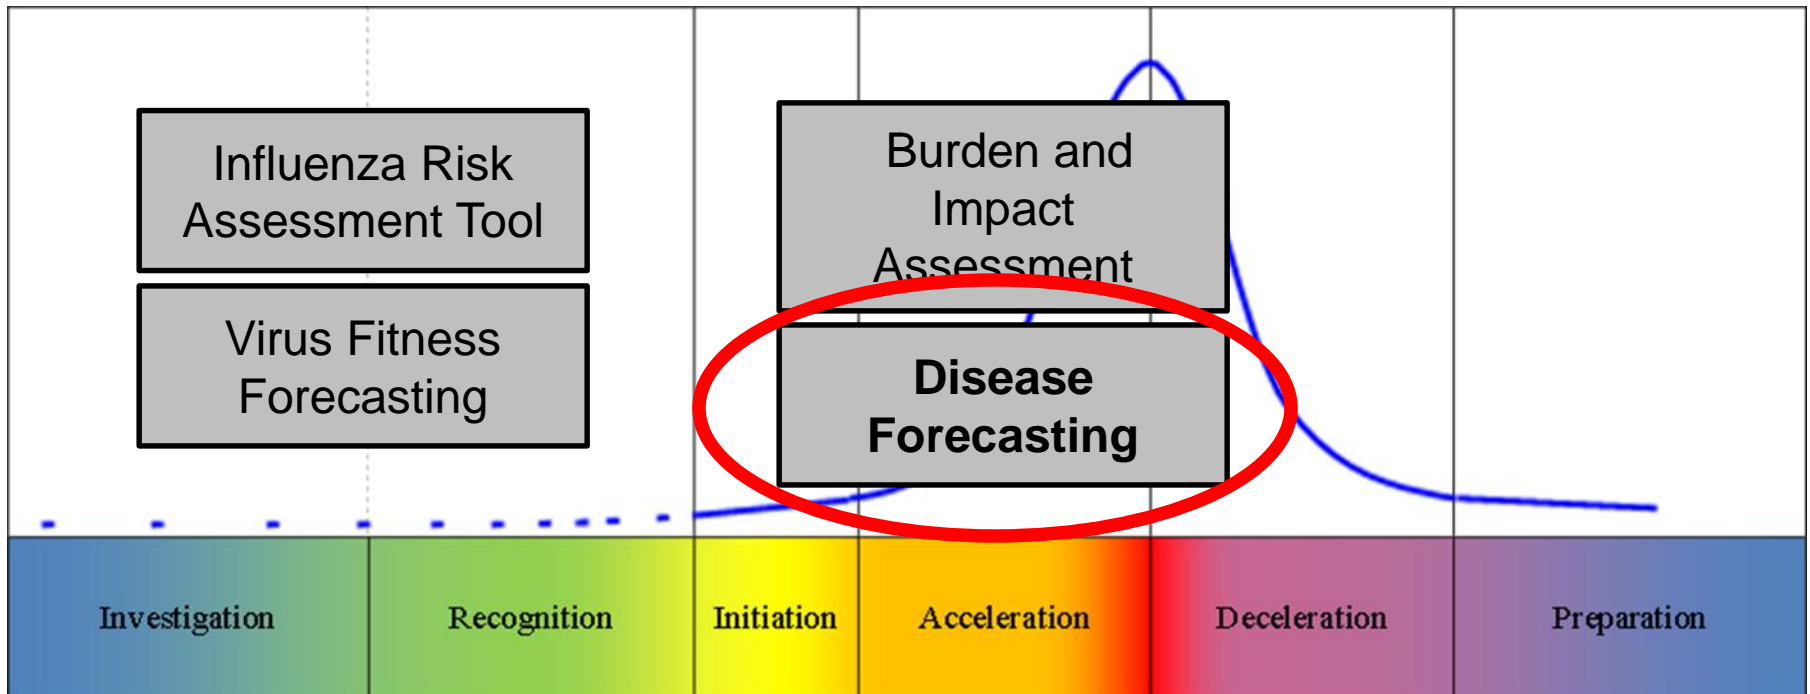 Influenza Risk
Assessment Tool
Virus Fitness
Forecasting
Burden and
Impact
Assessment
Disease
Forecasting
Investigation
Recognition
Initiation
Acceleration
Deceleration
Preparation